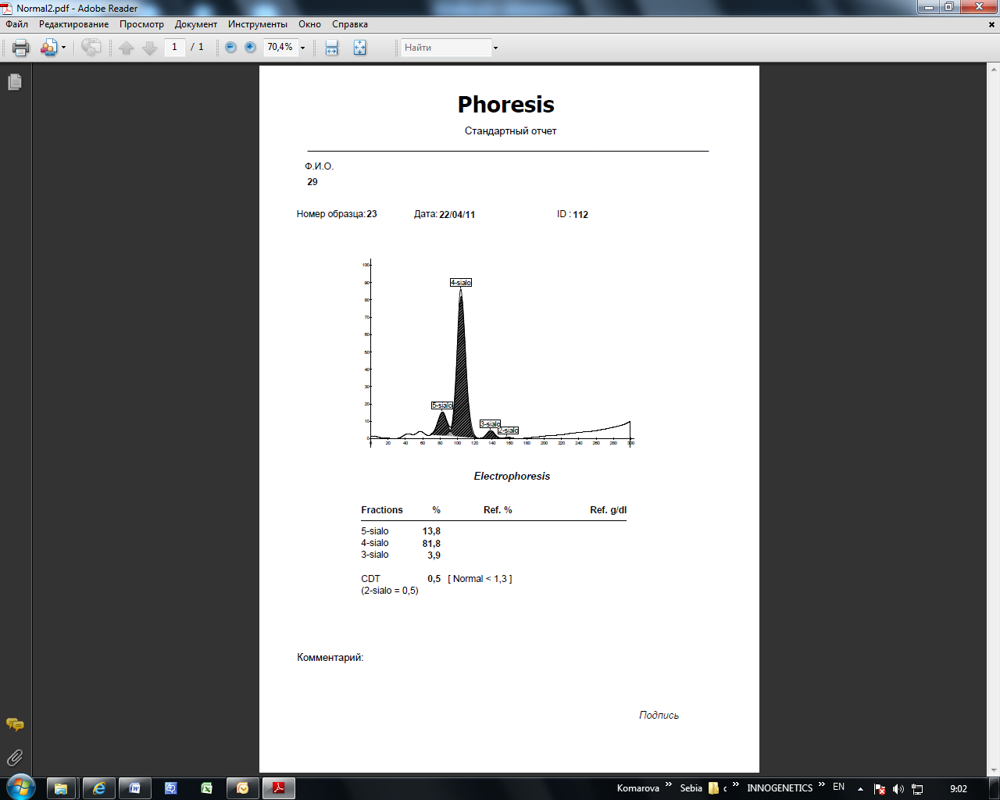 Normal2.pdf - Adobe Reader
Файл Редактирование Просмотр Документ Инструменты Окно Справка
1 / 1 70,4% Найти
Phoresis
Стандартный отчет
Ф.И.О.
29
Номер образца: 23 Дата: 22/04/11 ID : 112
100
90
80
70
60
50
40
30
20
10
0
4-sialo
5-sialo
3-sialo
2-sialo
0 20 40 60 80 100 120 140 160 180 200 220 240 260 280 300
Electrophoresis
Fractions % Ref. % Ref. g/dl
5-sialo 13,8
4-sialo 81,8
3-sialo 3,9
CDT 0,5 [ Normal < 1,3 ]
(2-sialo = 0,5)
Комментарий:
Подпись
Komarova » Sebia c » INNOGENETICS » EN 9:02